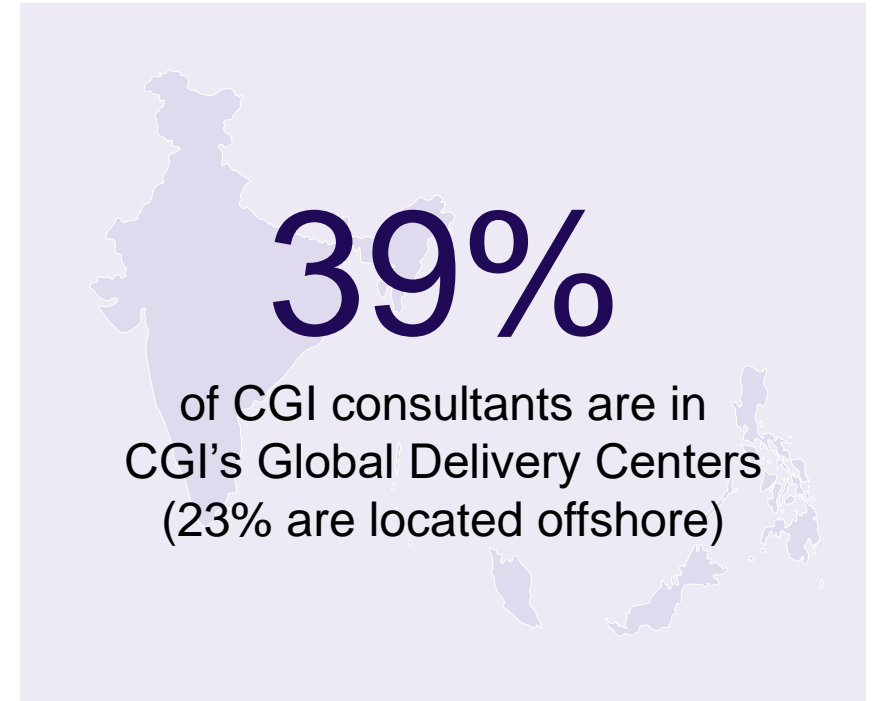 39%
of CGI consultants are in
CGI’s Global Delivery Centers
(23% are located offshore)